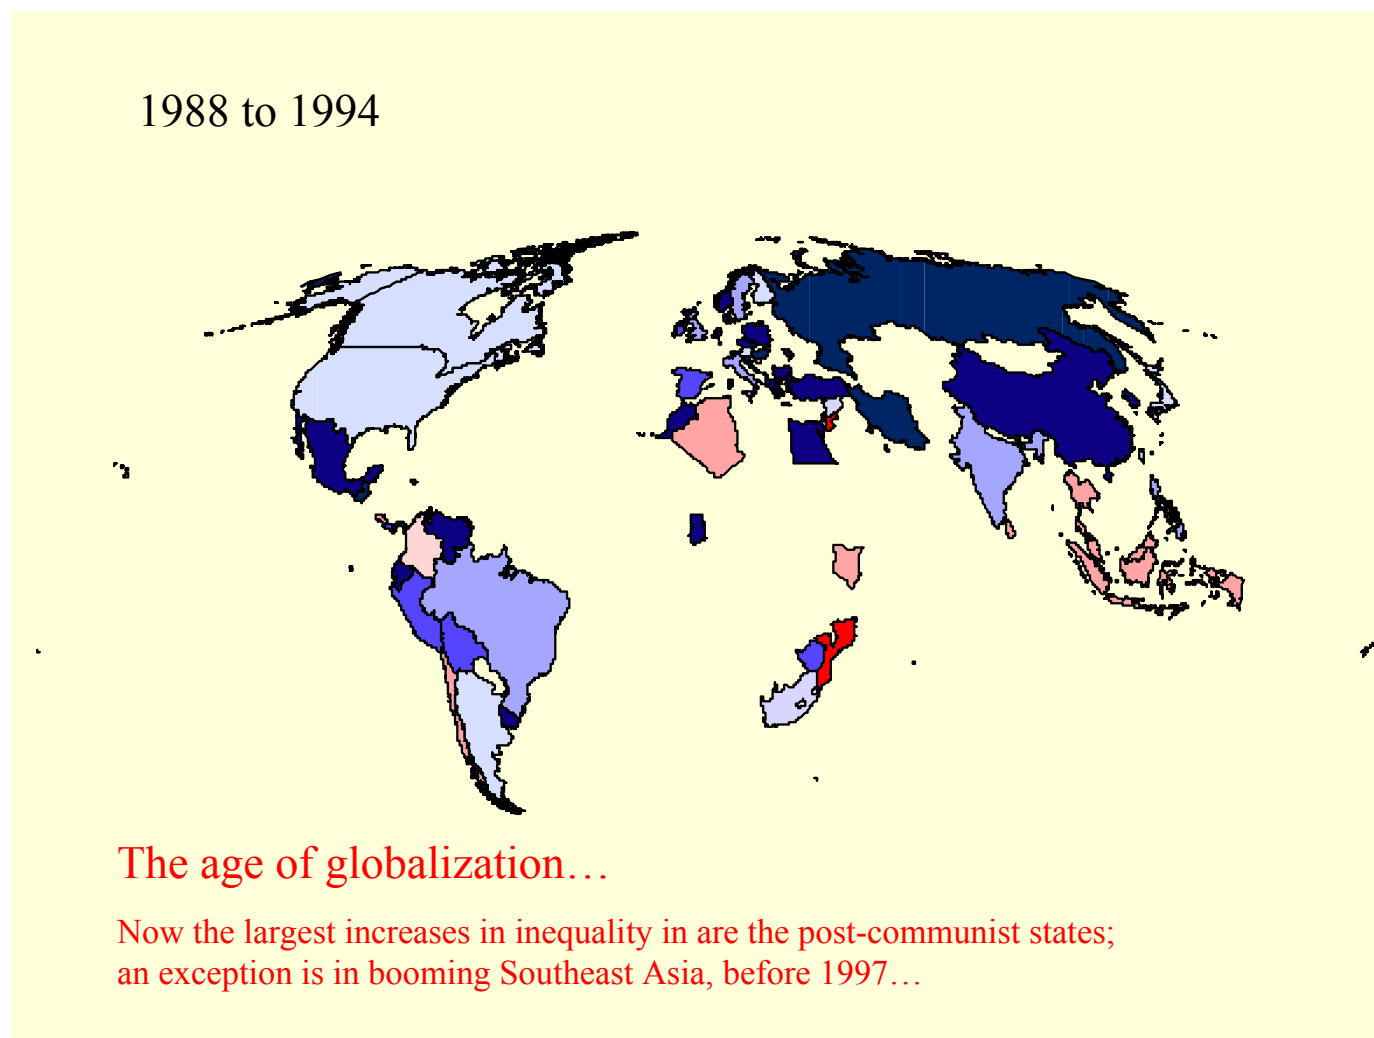 1988 to 1994
The age of globalization…
Now the largest increases in inequality in are the post-communist states;
an exception is in booming Southeast Asia, before 1997…